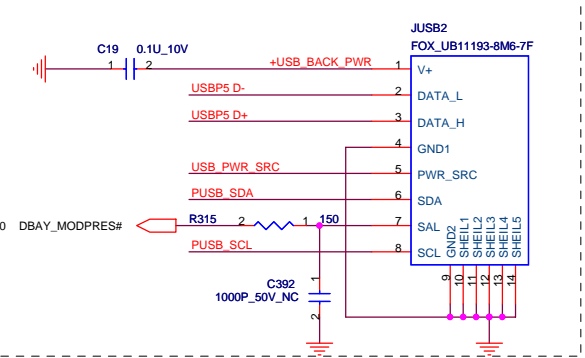 JUSB2
FOX_UB11193-8M6-7F
C19 0.1U_10V
1 2 +USB_BACK_PWR 1 V+
USBP5 D- 2 DATA_L
USBP5 D+ 3 DATA_H
4 GND1
USB_PWR_SRC 5 PWR_SRC
PUSB_SDA 6 SDA
0 DBAY_MODPRES# R315 2 1 150 7 SAL
PUSB_SCL 8 SCL
GND2 SHEIL1 SHEIL2 SHEIL3 SHEIL4 SHEIL5
9 10 11 12 13 14
1
C392
1000P_50V_NC
2